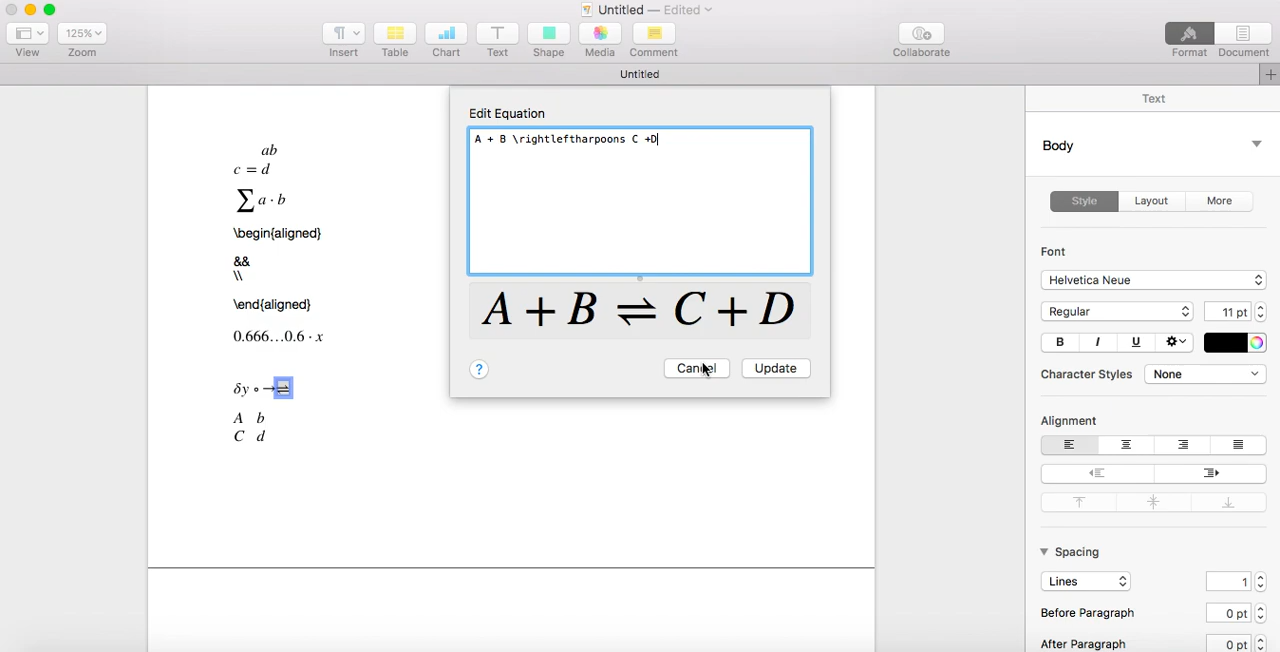 Untitled — Edited
View
125%
Zoom
Insert
Table
Chart
T
Text
Shape
Media
Comment
Collaborate
Format
Document
Untitled
+
ab
c = d
∑ a · b
\begin{aligned}
&&
\\
\end{aligned}
0.666…0.6 · x
δy ∘ →⇌
A b
C d
Edit Equation
A + B \rightleftharpoons C +D
A + B ⇌ C + D
?
Cancel
Update
Text
Body
Style
Layout
More
Font
Helvetica Neue
Regular
11 pt
B
I
U
Character Styles
None
Alignment
Spacing
Lines
1
Before Paragraph
0 pt
After Paragraph
0 pt